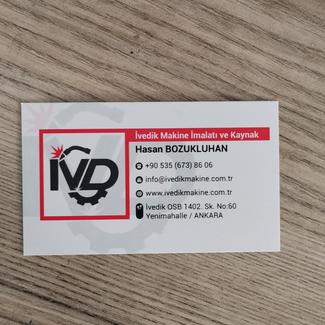 IVD
İvedik Makine İmalatı ve Kaynak
Hasan BOZUKLUHAN
+90 535 (673) 86 06
info@ivedikmakine.com.tr
www.ivedikmakine.com.tr
İvedik OSB 1402. Sk. No:60
Yenimahalle / ANKARA